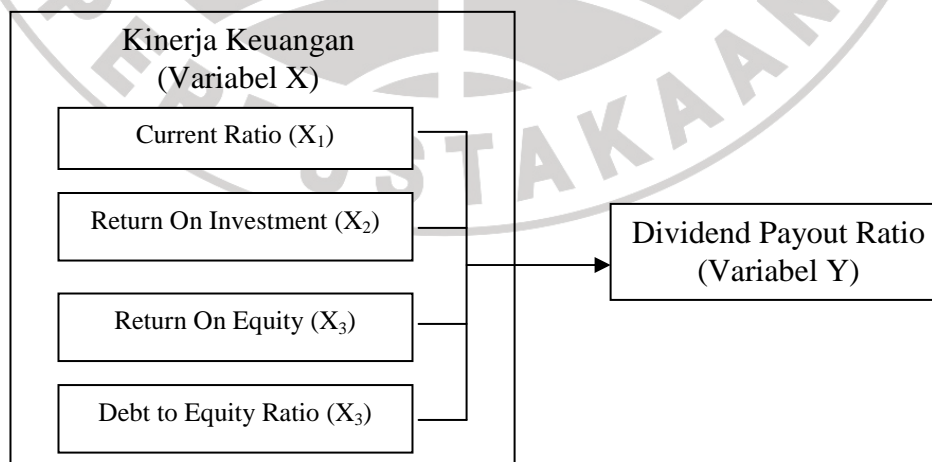 Kinerja Keuangan
(Variabel X)
Current Ratio (X₁)
Return On Investment (X₂)
Return On Equity (X₃)
Debt to Equity Ratio (X₃)
Dividend Payout Ratio
(Variabel Y)